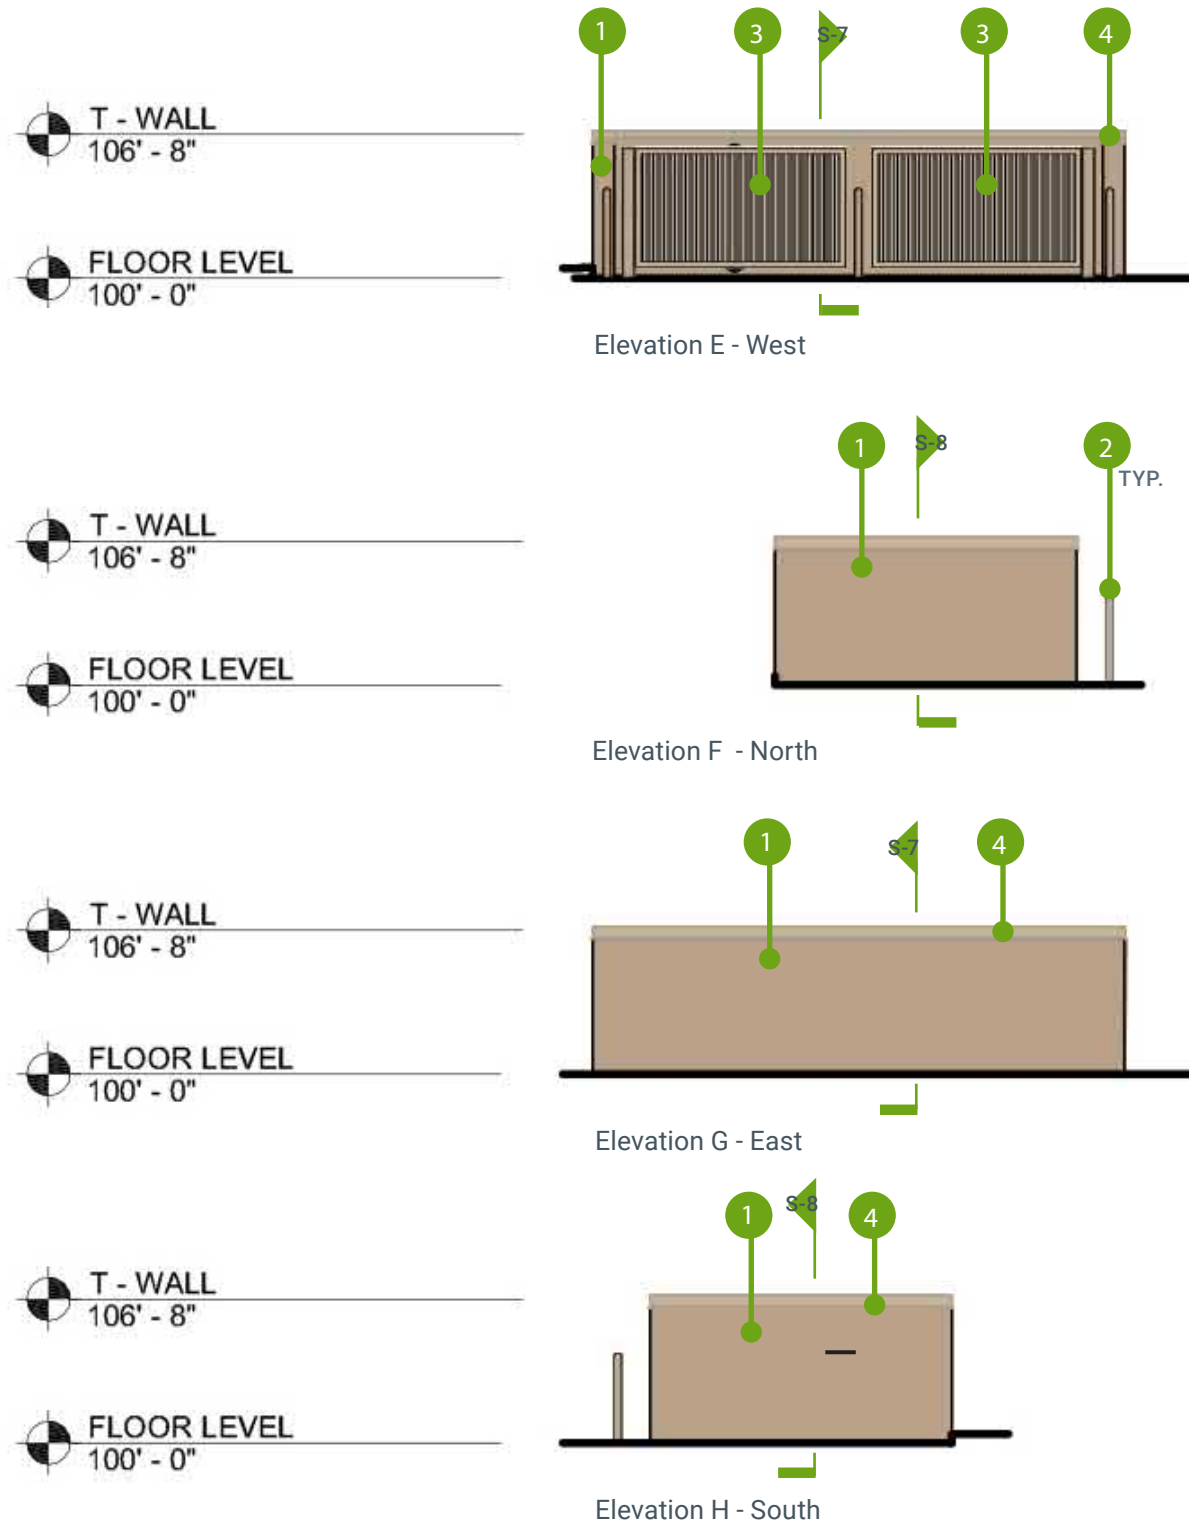 1 3 S-7 3 4
T - WALL
106' - 8"
FLOOR LEVEL
100' - 0"
Elevation E - West
1 S-8 2
TYP.
T - WALL
106' - 8"
FLOOR LEVEL
100' - 0"
Elevation F - North
1 S-7 4
T - WALL
106' - 8"
FLOOR LEVEL
100' - 0"
Elevation G - East
1 S-8 4
T - WALL
106' - 8"
FLOOR LEVEL
100' - 0"
Elevation H - South